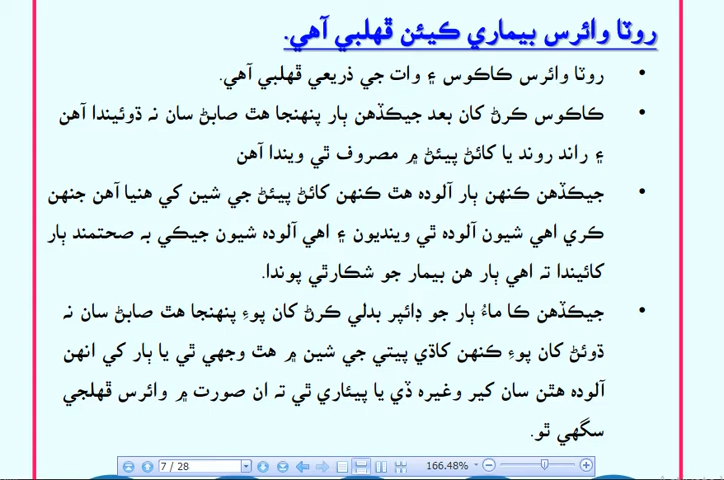 روٽا وائرس بيماري ڪيئن ڦهلبي آهي.
• روٽا وائرس ڪاڪوس ۽ وات جي ذريعي ڦهلبي آهي.
• ڪاڪوس ڪرڻ کان بعد جيڪڏهن ٻار پنهنجا هٿ صابڻ سان نہ ڌوئيندا آهن
۽ راند روند يا کائڻ پيئڻ ۾ مصروف ٿي ويندا آهن
• جيڪڏهن ڪنهن ٻار آلوده هٿ ڪنهن کائڻ پيئڻ جي شين کي هنيا آهن جنهن
ڪري اهي شيون آلوده ٿي وينديون ۽ اهي آلوده شيون جيڪي بہ صحتمند ٻار
کائيندا تہ اهي ٻار هن بيمار جو شڪارٿي پوندا.
• جيڪڏهن ڪا ماءُ ٻار جو ڊائپر بدلي ڪرڻ کان پوءِ پنهنجا هٿ صابڻ سان نہ
ڌوئڻ کان پوءِ ڪنهن کاڌي پيتي جي شين ۾ هٿ وجهي ٿي يا ٻار کي انهن
آلوده هٿن سان کير وغيره ڏي يا پيئاري ٿي تہ ان صورت ۾ وائرس ڦهلجي
سگهي ٿو.
7 / 28
166.48%